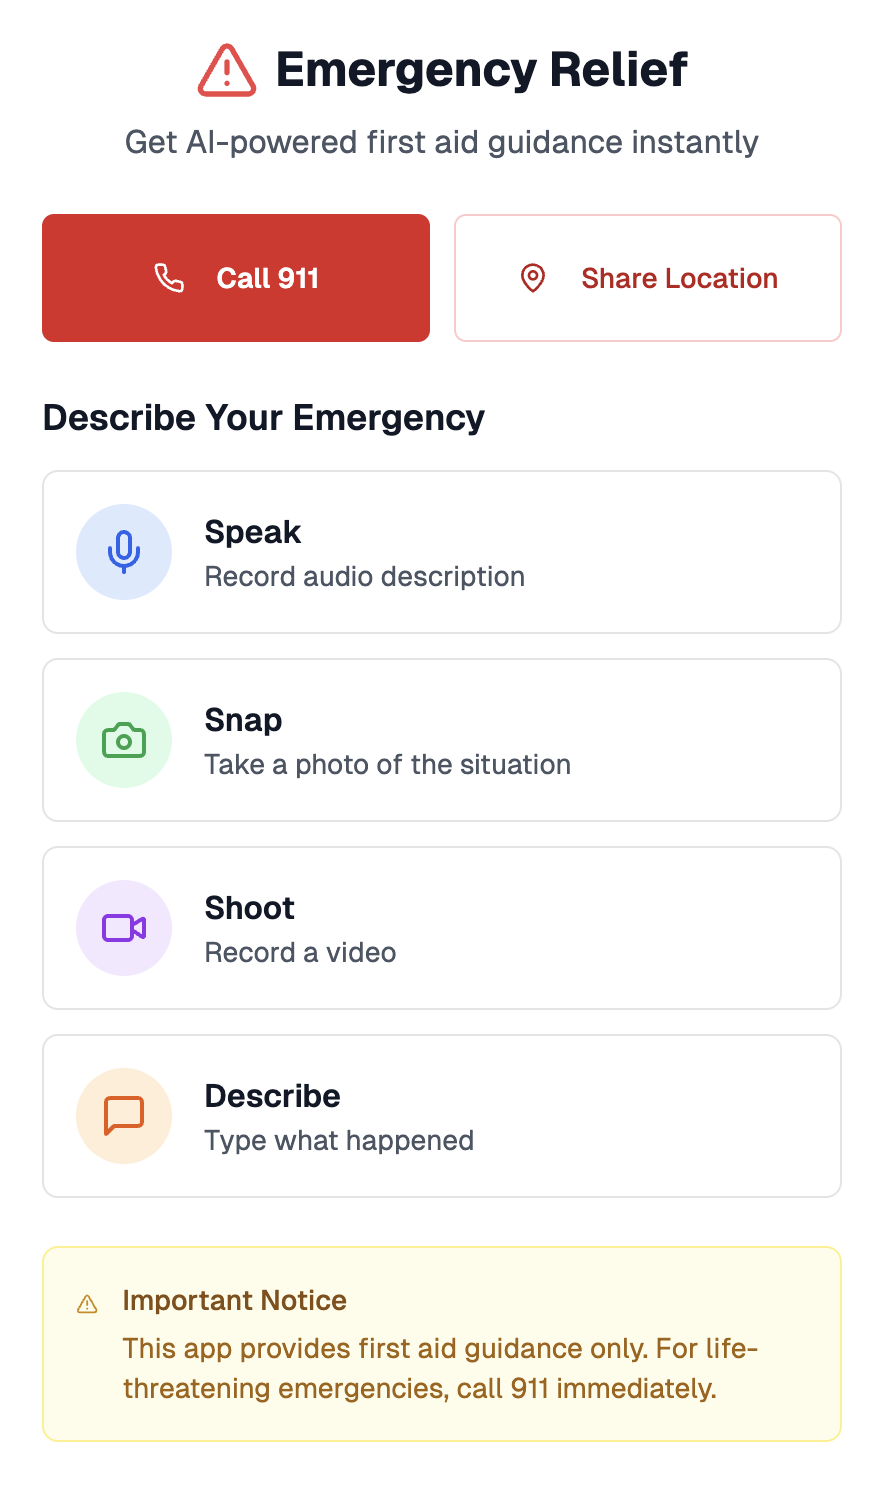 Emergency Relief
Get AI-powered first aid guidance instantly
Call 911
Share Location
Describe Your Emergency
Speak
Record audio description
Snap
Take a photo of the situation
Shoot
Record a video
Describe
Type what happened
Important Notice
This app provides first aid guidance only. For life-
threatening emergencies, call 911 immediately.